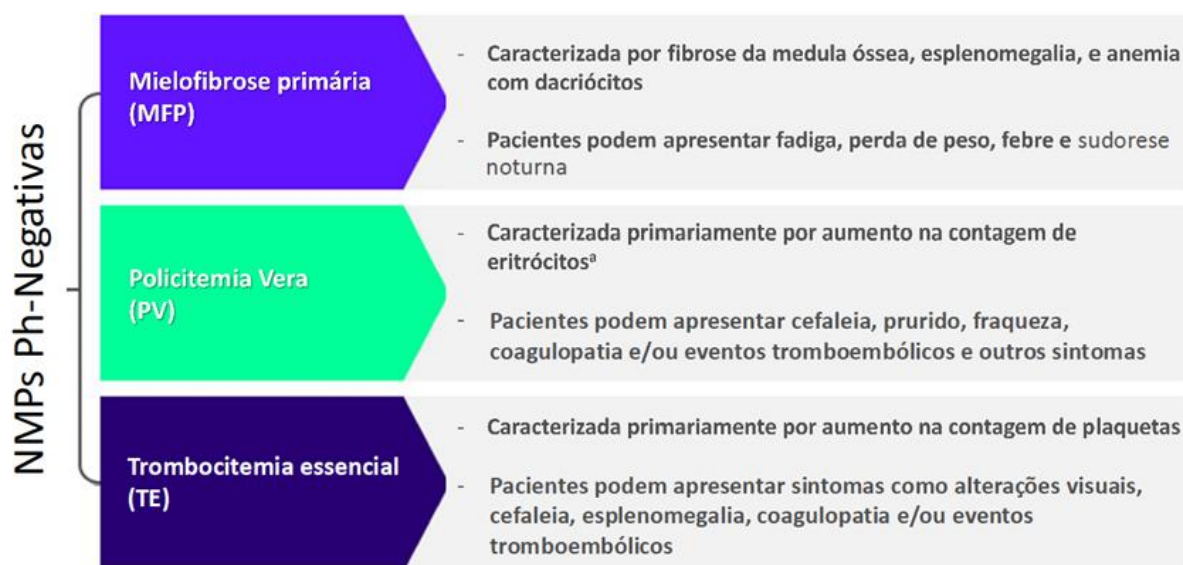 NMPs Ph-Negativas
Mielofibrose primária
(MFP)
- Caracterizada por fibrose da medula óssea, esplenomegalia, e anemia
com dacriócitos
- Pacientes podem apresentar fadiga, perda de peso, febre e sudorese
noturna
Policitemia Vera
(PV)
- Caracterizada primariamente por aumento na contagem de
eritrócitosª
- Pacientes podem apresentar cefaleia, prurido, fraqueza,
coagulopatia e/ou eventos tromboembólicos e outros sintomas
Trombocitemia essencial
(TE)
- Caracterizada primariamente por aumento na contagem de plaquetas
- Pacientes podem apresentar sintomas como alterações visuais,
cefaleia, esplenomegalia, coagulopatia e/ou eventos
tromboembólicos